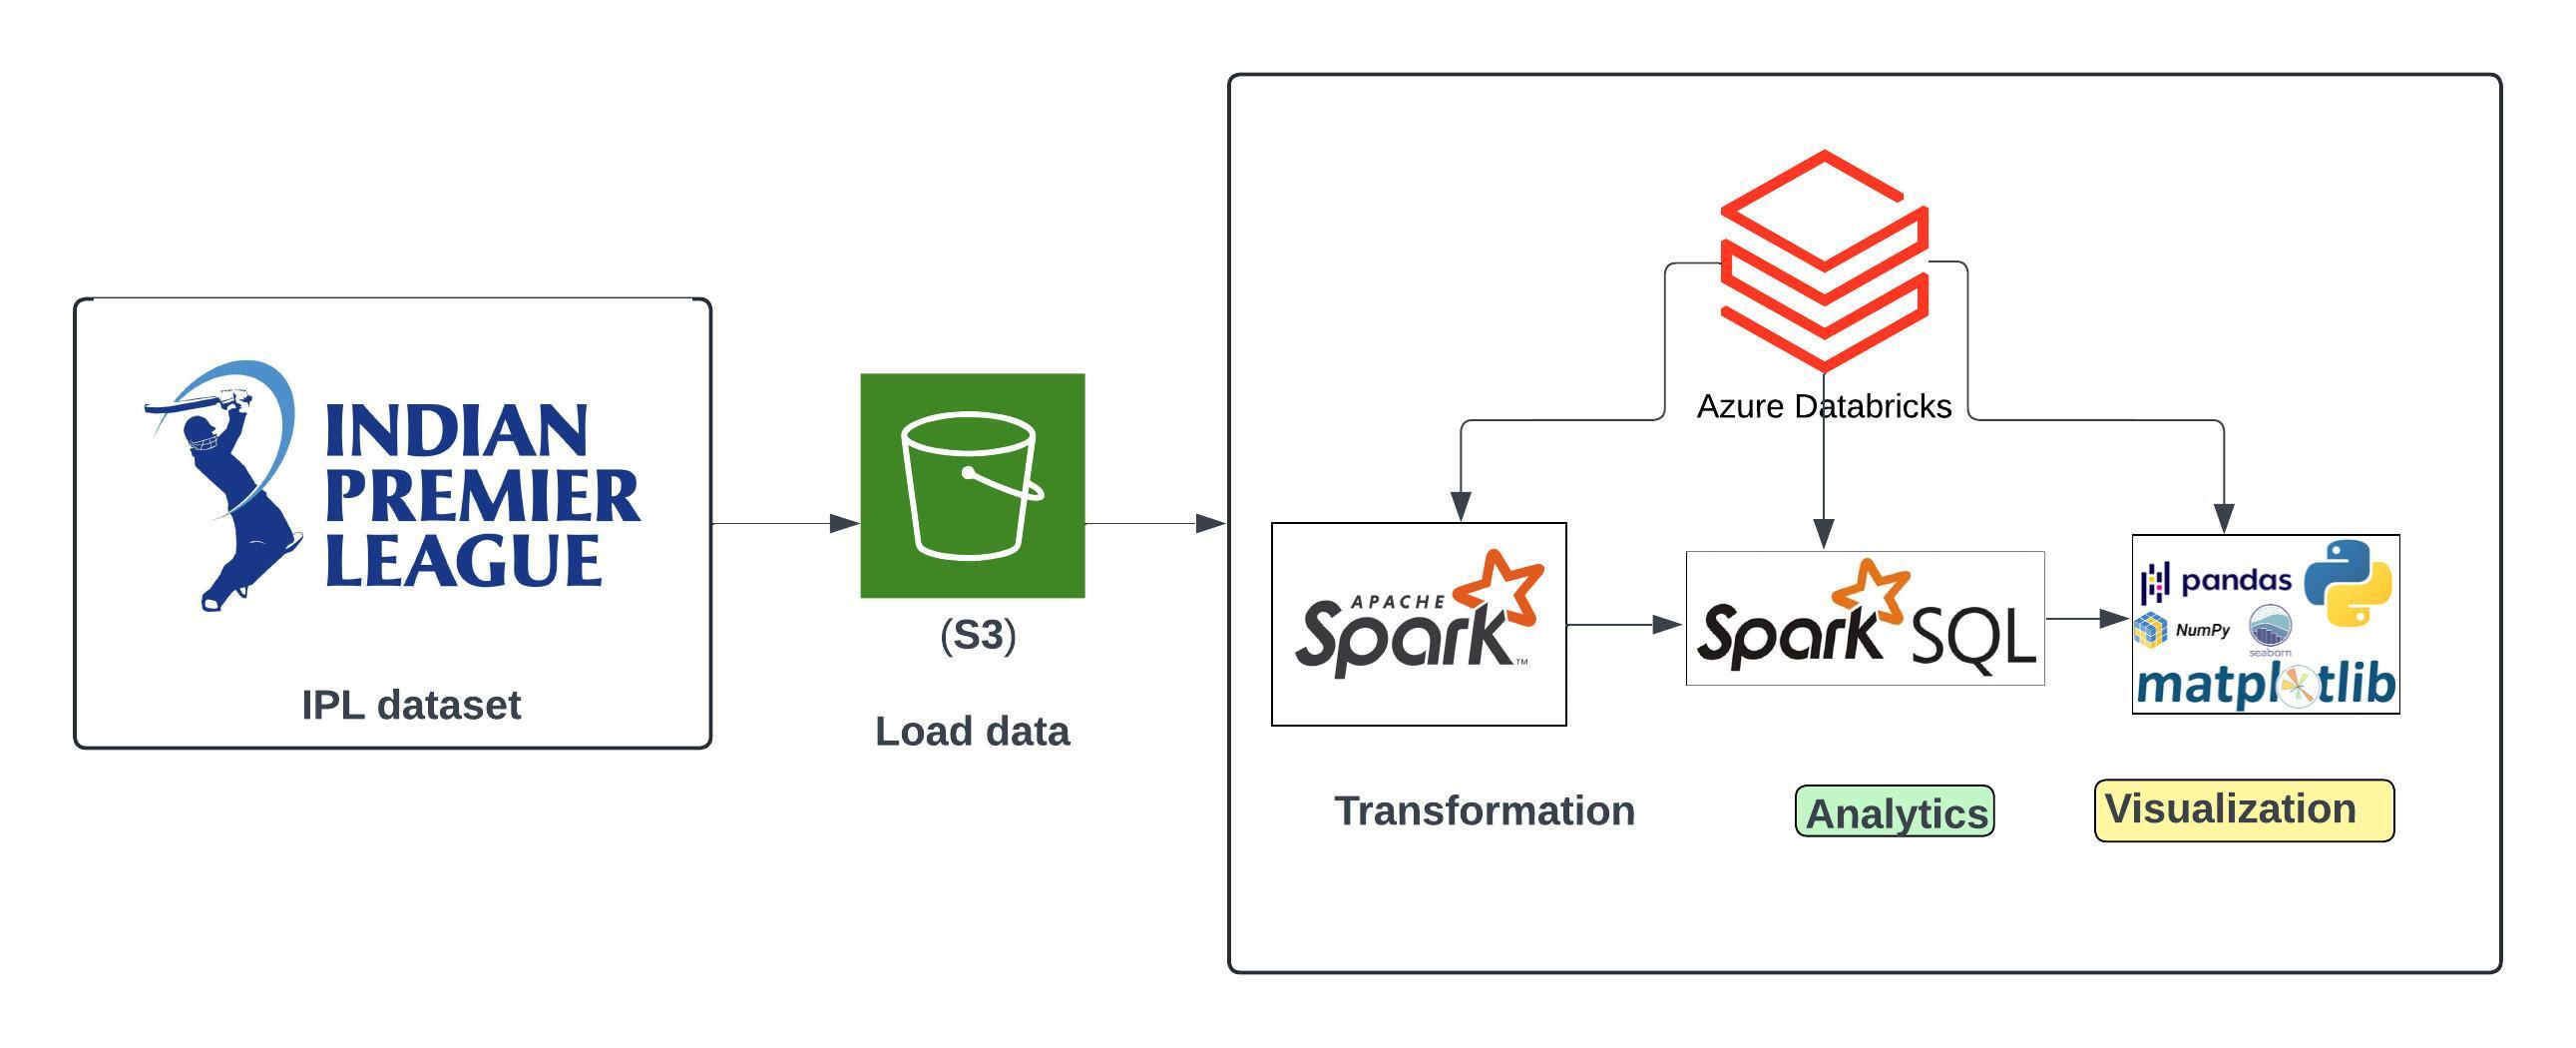 INDIAN
PREMIER
LEAGUE
IPL dataset
(S3)
Load data
Azure Databricks
APACHE
Spark™
Spark SQL
pandas
NumPy
seaborn
matplotlib
Transformation
Analytics
Visualization